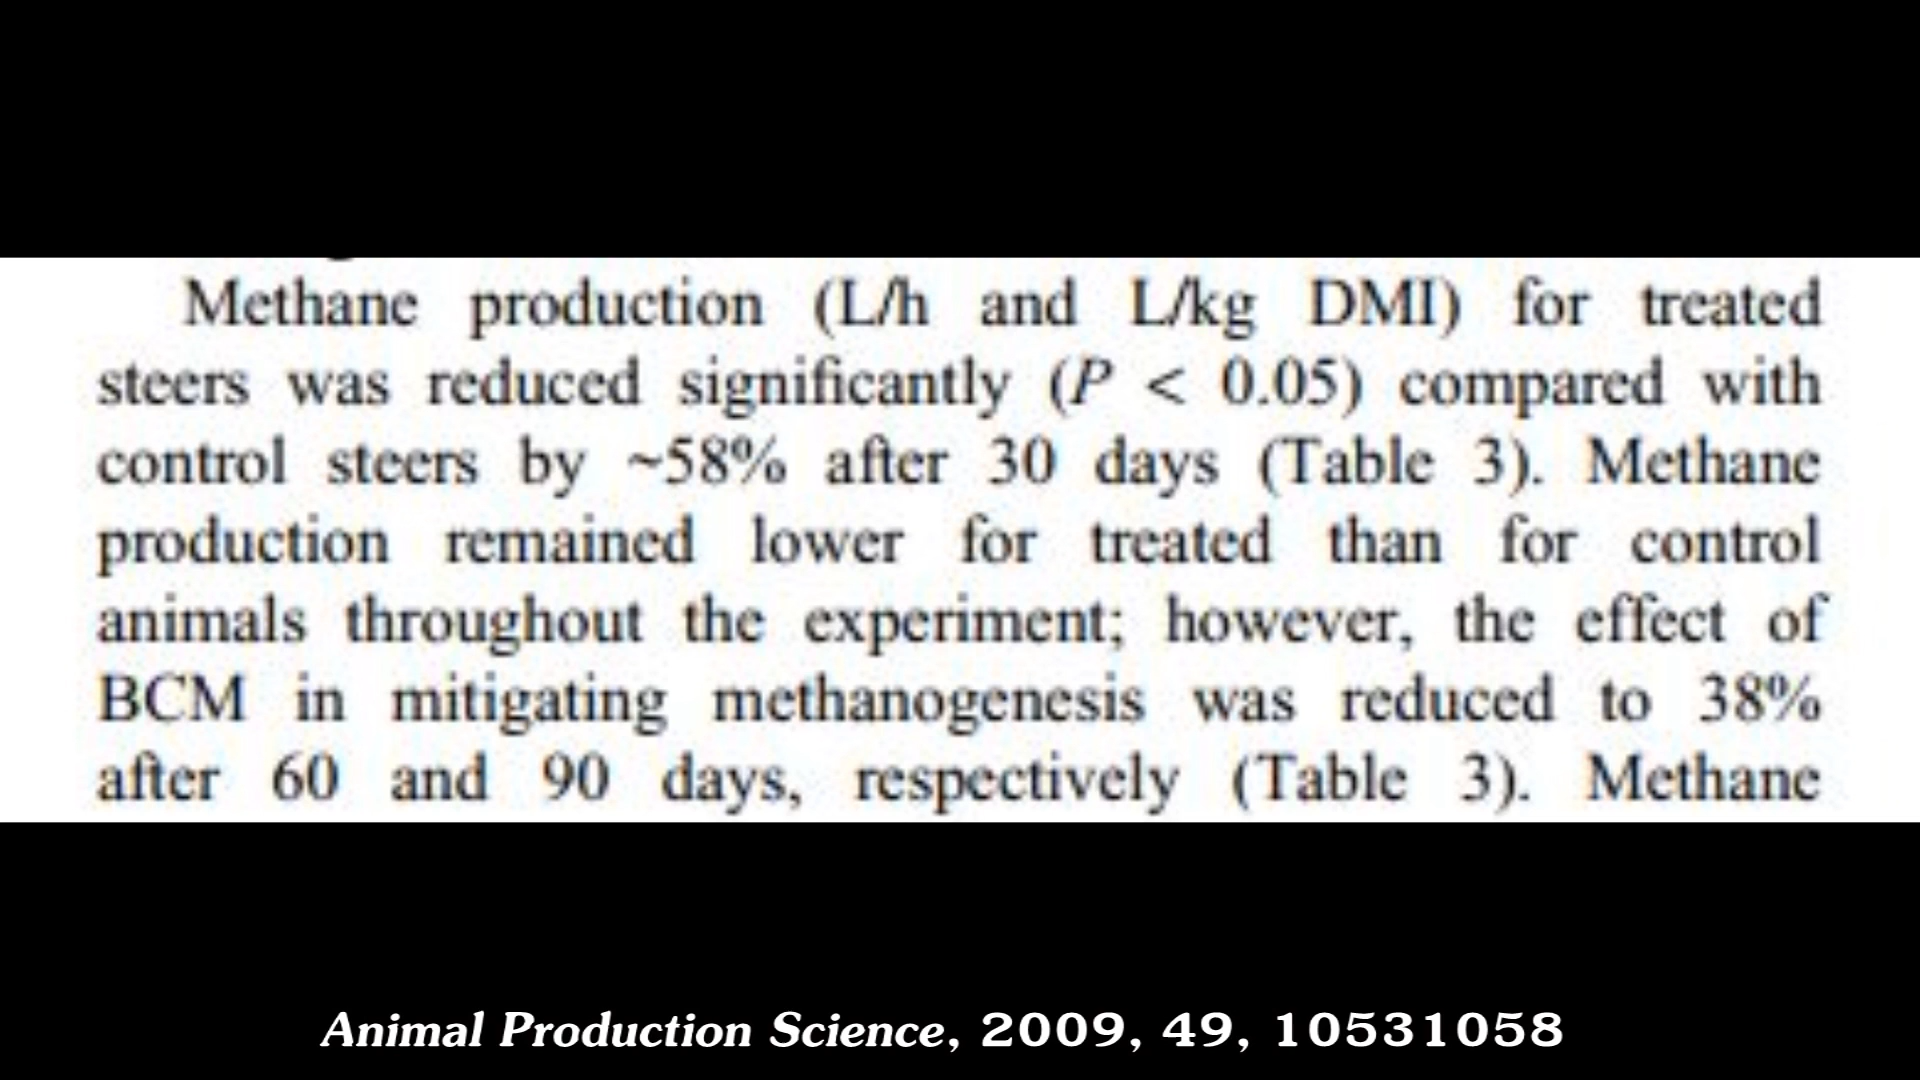 Methane production (L/h and L/kg DMI) for treated
steers was reduced significantly (P < 0.05) compared with
control steers by ~58% after 30 days (Table 3). Methane
production remained lower for treated than for control
animals throughout the experiment; however, the effect of
BCM in mitigating methanogenesis was reduced to 38%
after 60 and 90 days, respectively (Table 3). Methane
Animal Production Science, 2009, 49, 10531058